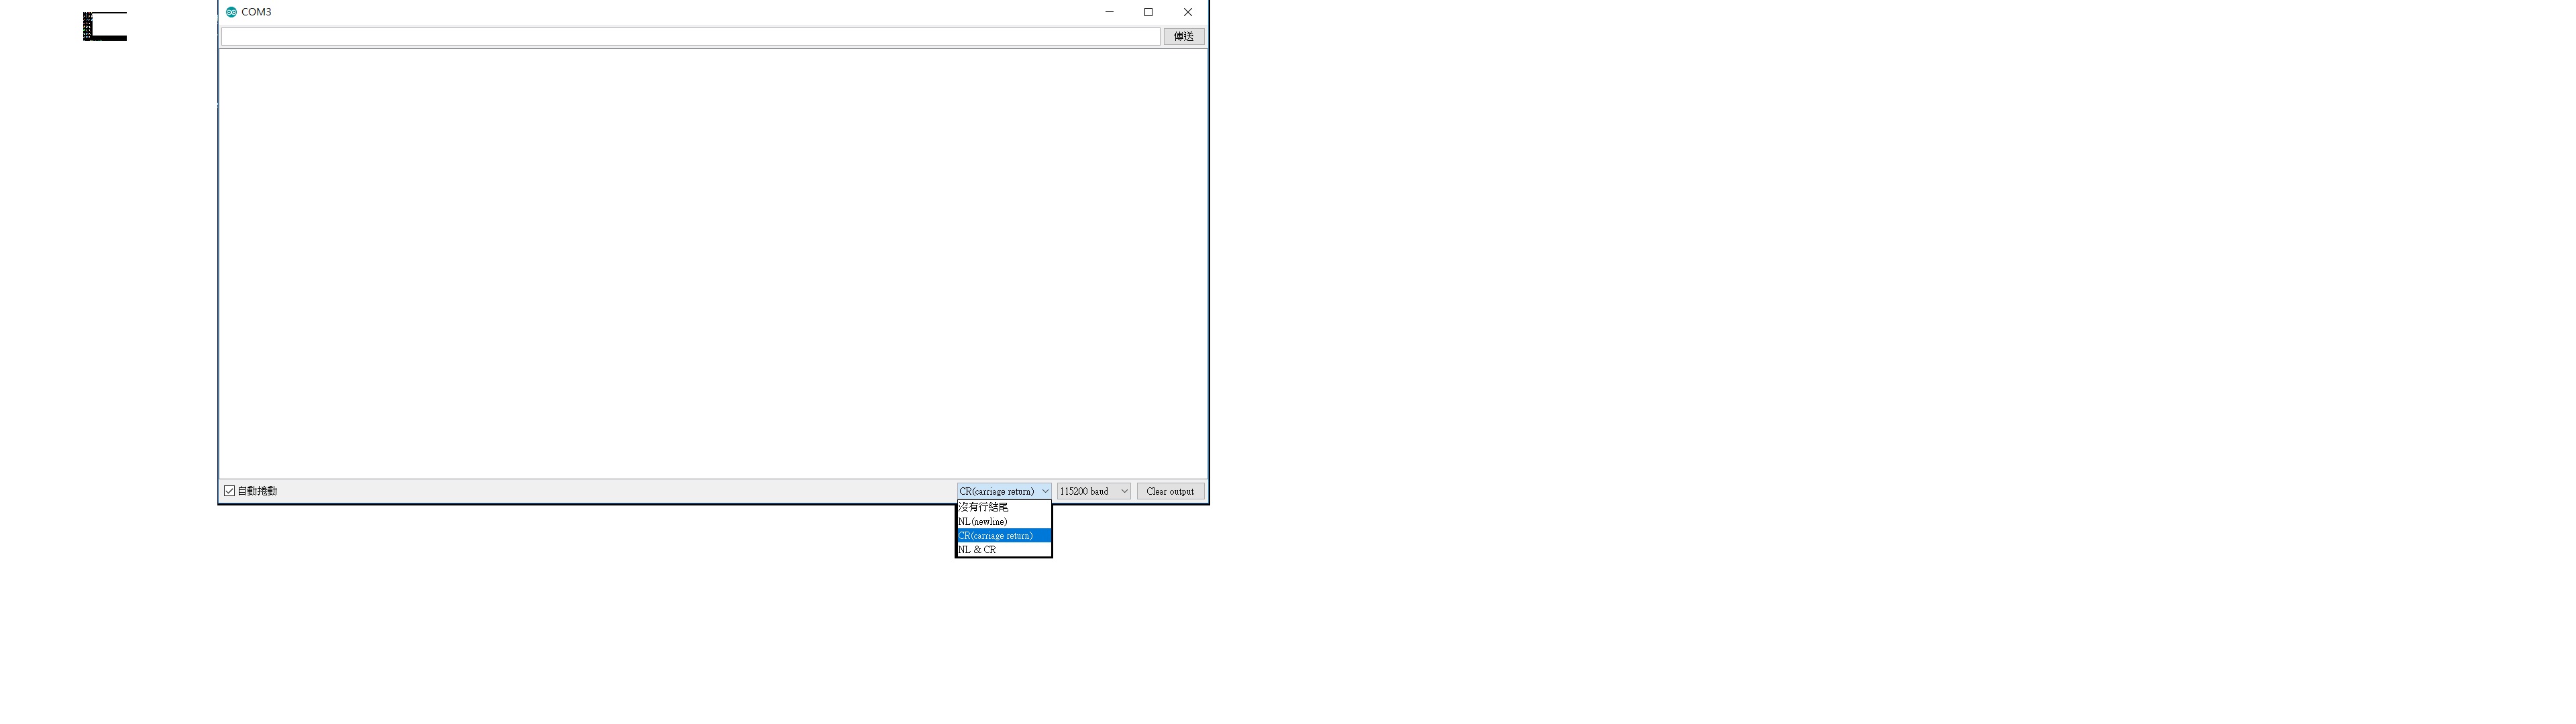 COM3
傳送
自動捲動
CR(carriage return)
115200 baud
Clear output
沒有行結尾
NL(newline)
CR(carriage return)
NL & CR